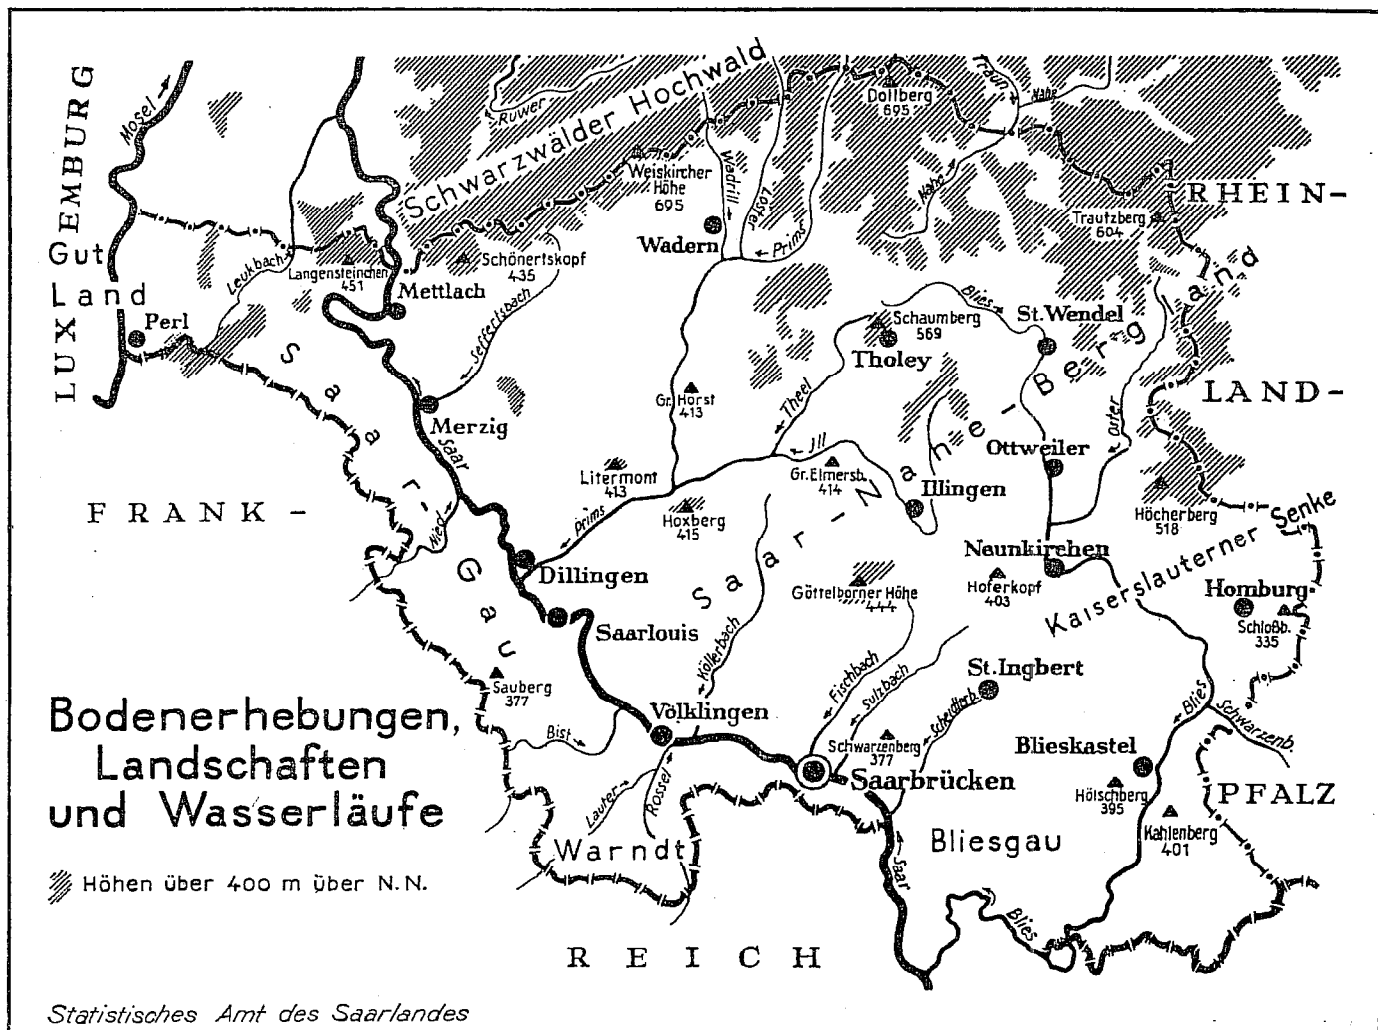 LUXEMBURG
Mosel
Ruwer
Schwarzwälder Hochwald
Wadrill
Löster
Prims
Dollberg
695
Traun
Nahe
Nahe
Weiskircher
Höhe
695
Wadern
RHEIN-
Trautzberg
604
Gut
Land
Leukbach
Langensteinchen
451
Schönertskopf
435
Mettlach
Perl
Seffersbach
Blies
St.Wendel
Schaumberg
569
Tholey
Saar-Nahe-Bergland
Saar-Gau
Merzig
Saar
Gr. Horst
413
Theel
Oster
LAND-
Ottweiler
Ill
Litermont
413
Gr.Elmersb.
414
Illingen
Hoxberg
415
Höcherberg
518
FRANK-
Nied
Prims
Dillingen
Neunkirchen
Kaiserslauterner Senke
Göttelborner Höhe
444
Hoferkopf
403
Homburg
Schloßb.
335
Saarlouis
Köllerbach
Fischbach
Sulzbach
St.Ingbert
Scheidterb.
Sauberg
377
Bist
Völklingen
Schwarzenberg
377
Saarbrücken
Blies
Schwarzenb.
Blieskastel
Hölschberg
395
Kahlenberg
401
PFALZ
Bodenerhebungen,
Landschaften
und Wasserläufe
Lauter
Rossel
Warndt
Bliesgau
Saar
Blies
Höhen über 400 m über N.N.
REICH
Statistisches Amt des Saarlandes